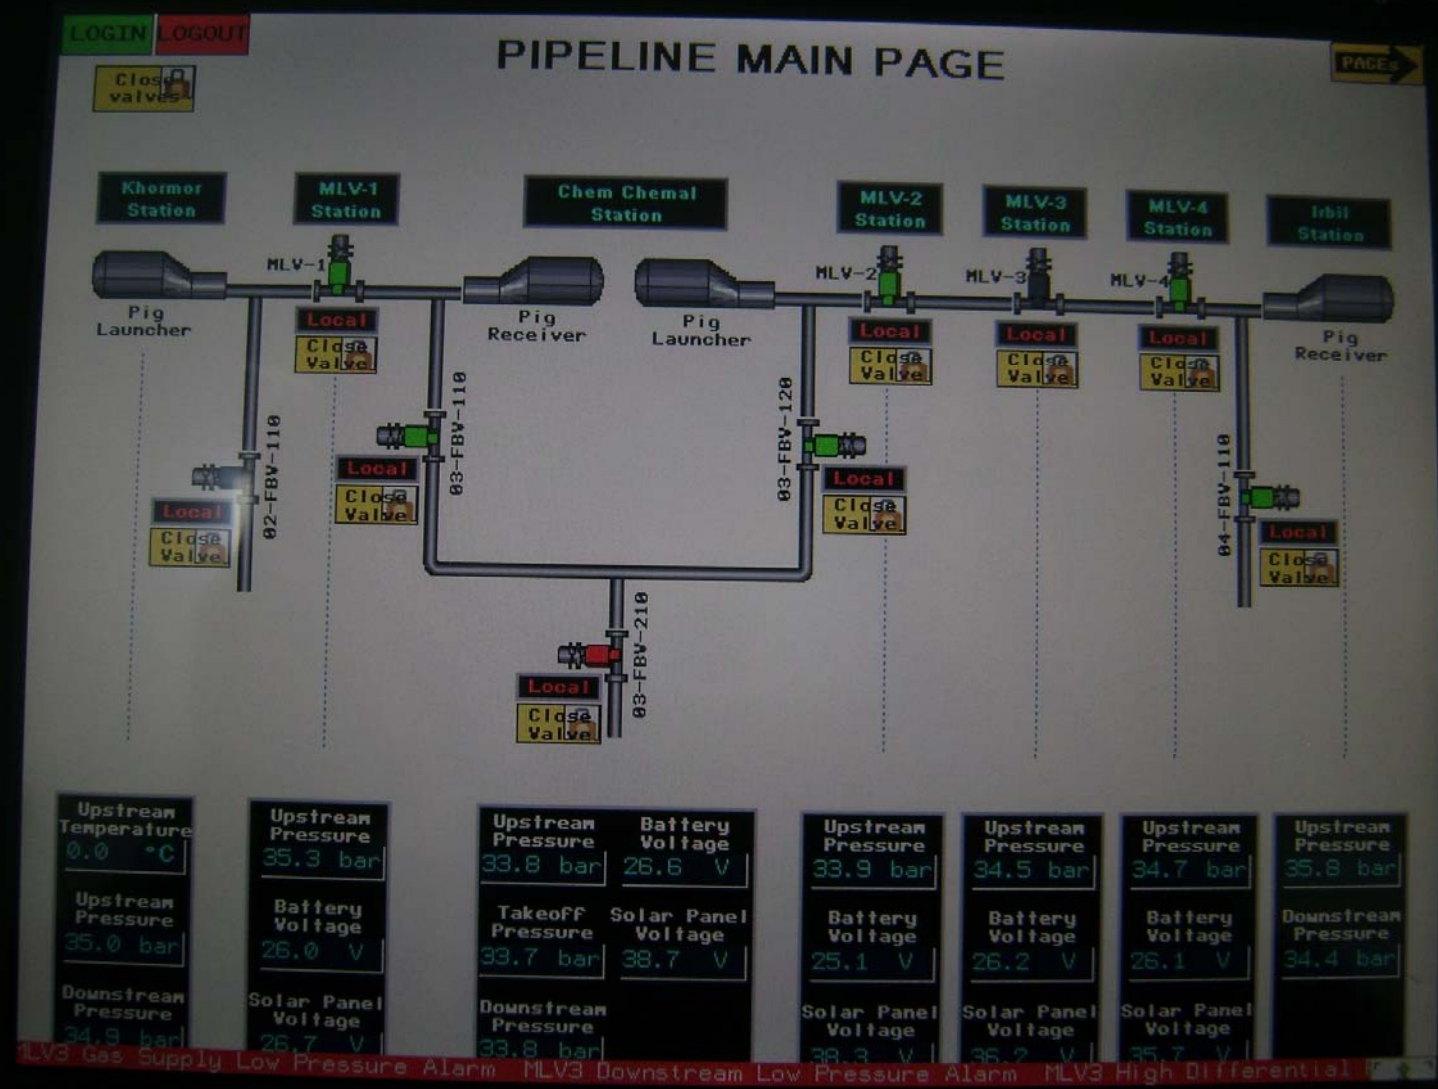 LOGIN LOGOUT
PIPELINE MAIN PAGE
PAGEs
Close
valves
Khormor
Station
MLV-1
Station
Chem Chemal
Station
MLV-2
Station
MLV-3
Station
MLV-4
Station
Irbil
Station
MLV-1
MLV-2
MLV-3
MLV-4
Pig
Launcher
Local
Close
Valve
Pig
Receiver
Pig
Launcher
Local
Close
Valve
Local
Close
Valve
Local
Close
Valve
Pig
Receiver
02-FBV-110
Local
Close
Valve
03-FBV-110
Local
Close
Valve
03-FBV-120
Local
Close
Valve
04-FBV-110
Local
Close
Valve
03-FBV-210
Local
Close
Valve
Upstream
Temperature
0.0 °C
Upstream
Pressure
35.0 bar
Downstream
Pressure
34.9 bar
Upstream
Pressure
35.3 bar
Battery
Voltage
26.0 V
Solar Panel
Voltage
26.7 V
Upstream
Pressure
33.8 bar
Takeoff
Pressure
33.7 bar
Downstream
Pressure
33.8 bar
Battery
Voltage
26.6 V
Solar Panel
Voltage
38.7 V
Upstream
Pressure
33.9 bar
Battery
Voltage
25.1 V
Solar Panel
Voltage
38.3 V
Upstream
Pressure
34.5 bar
Battery
Voltage
26.2 V
Solar Panel
Voltage
36.2 V
Upstream
Pressure
34.7 bar
Battery
Voltage
26.1 V
Solar Panel
Voltage
35.7 V
Upstream
Pressure
35.8 bar
Downstream
Pressure
34.4 bar
MLV3 Gas Supply Low Pressure Alarm MLV3 Downstream Low Pressure Alarm MLV3 High Differential